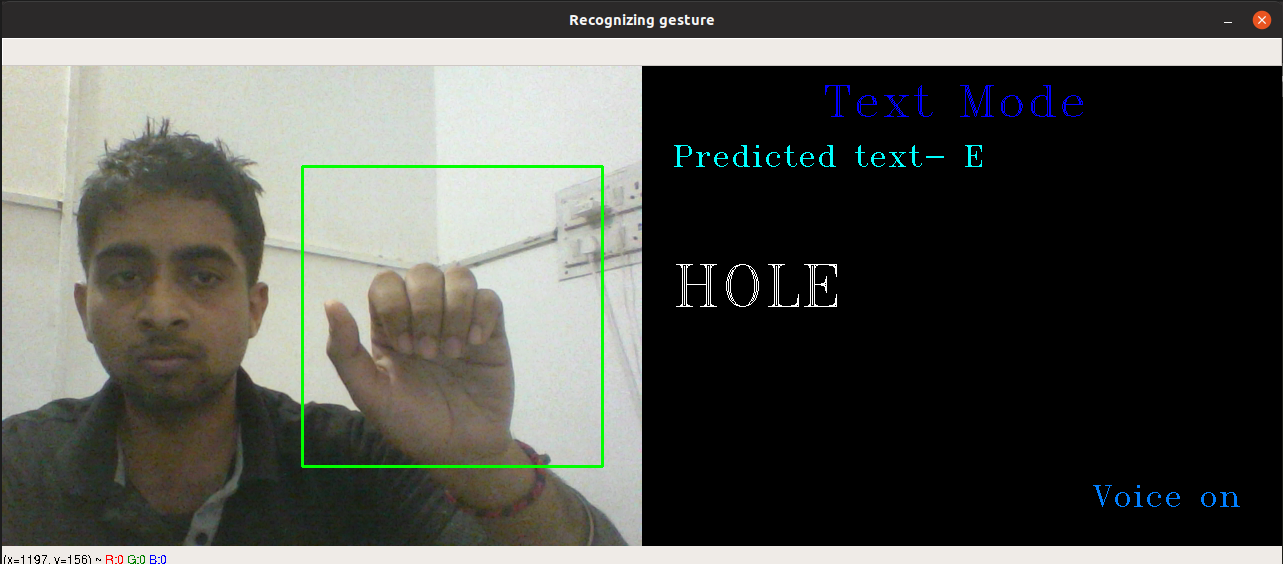 Recognizing gesture
Text Mode
Predicted text- E
HOLE
Voice on
(x=1197, y=156) ~ R:0 G:0 B:0